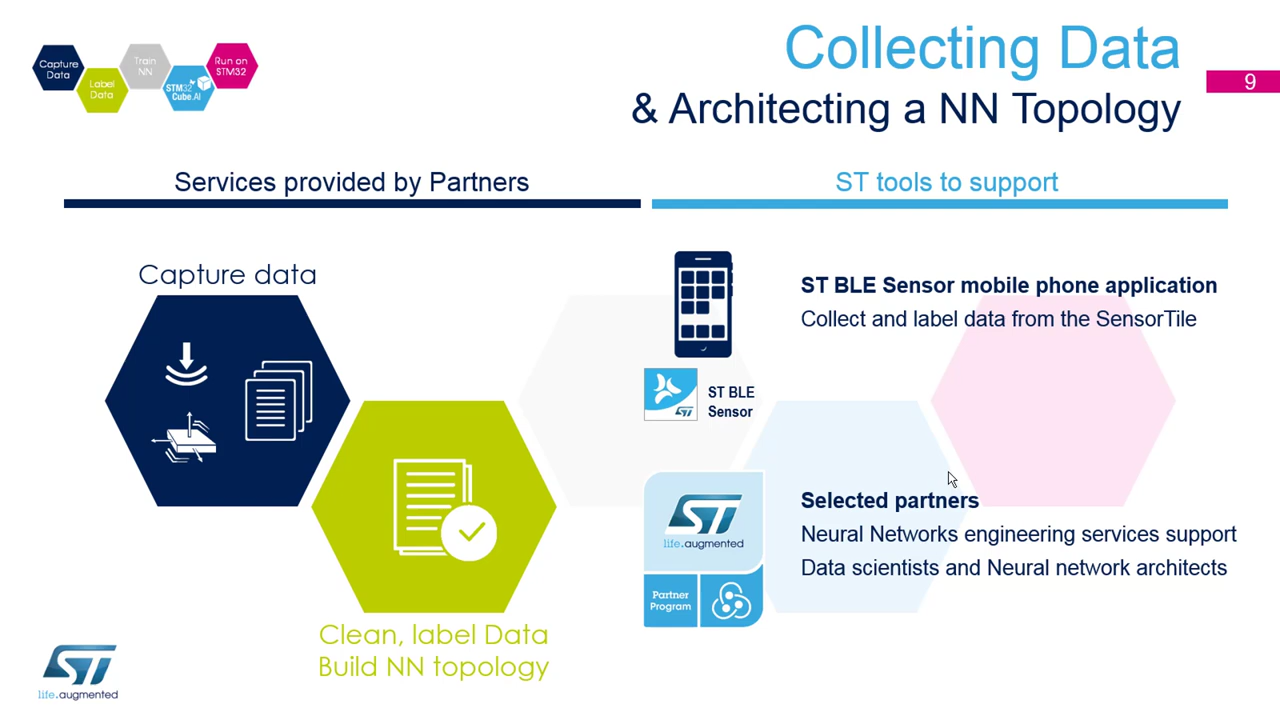 Capture
Data
Label
Data
Train
NN
STM32
Cube.AI
Run on
STM32
Collecting Data
& Architecting a NN Topology
9
Services provided by Partners
ST tools to support
Capture data
ST BLE Sensor mobile phone application
Collect and label data from the SensorTile
ST
ST BLE
Sensor
Clean, label Data
Build NN topology
ST
life.augmented
Partner
Program
Selected partners
Neural Networks engineering services support
Data scientists and Neural network architects
ST
life.augmented